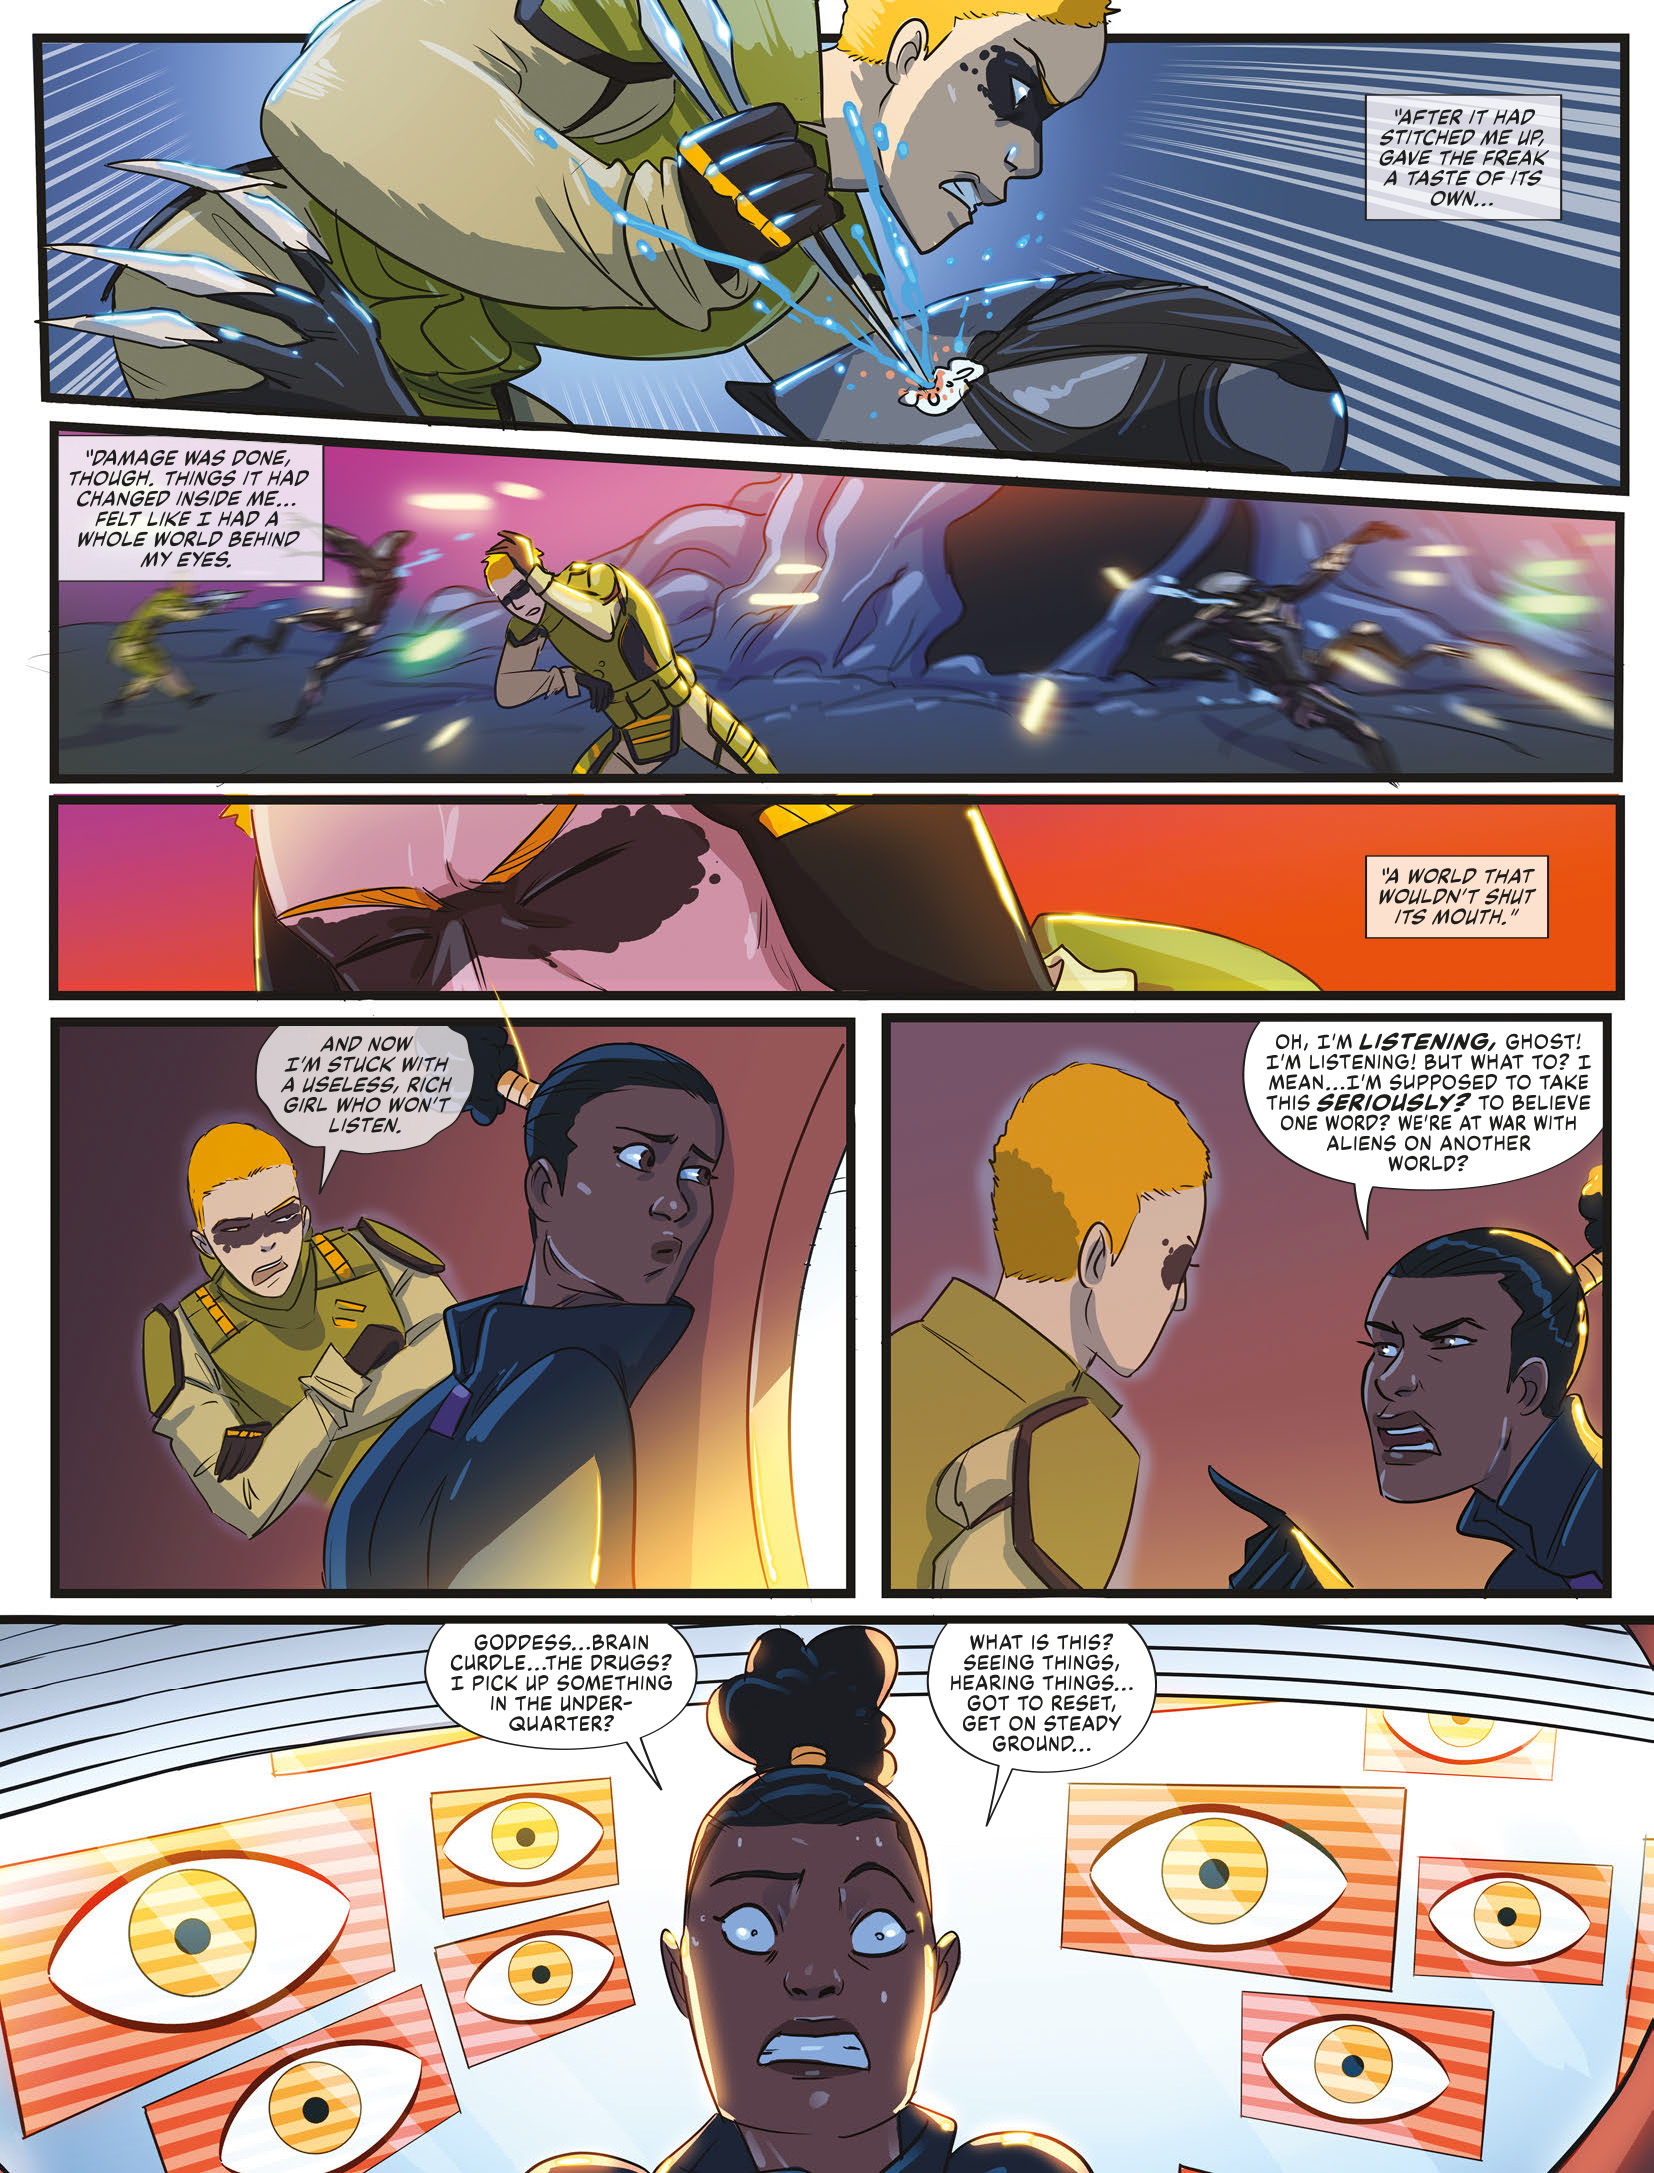 "AFTER IT HAD
STITCHED ME UP,
GAVE THE FREAK
A TASTE OF ITS
OWN...
"DAMAGE WAS DONE,
THOUGH. THINGS IT HAD
CHANGED INSIDE ME...
FELT LIKE I HAD A
WHOLE WORLD BEHIND
MY EYES.
"A WORLD THAT
WOULDN'T SHUT
ITS MOUTH."
AND NOW
I'M STUCK WITH
A USELESS, RICH
GIRL WHO WON'T
LISTEN.
OH, I'M LISTENING, GHOST!
I'M LISTENING! BUT WHAT TO? I
MEAN...I'M SUPPOSED TO TAKE
THIS SERIOUSLY? TO BELIEVE
ONE WORD? WE'RE AT WAR WITH
ALIENS ON ANOTHER
WORLD?
GODDESS...BRAIN
CURDLE...THE DRUGS?
I PICK UP SOMETHING
IN THE UNDER-
QUARTER?
WHAT IS THIS?
SEEING THINGS,
HEARING THINGS...
GOT TO RESET,
GET ON STEADY
GROUND...